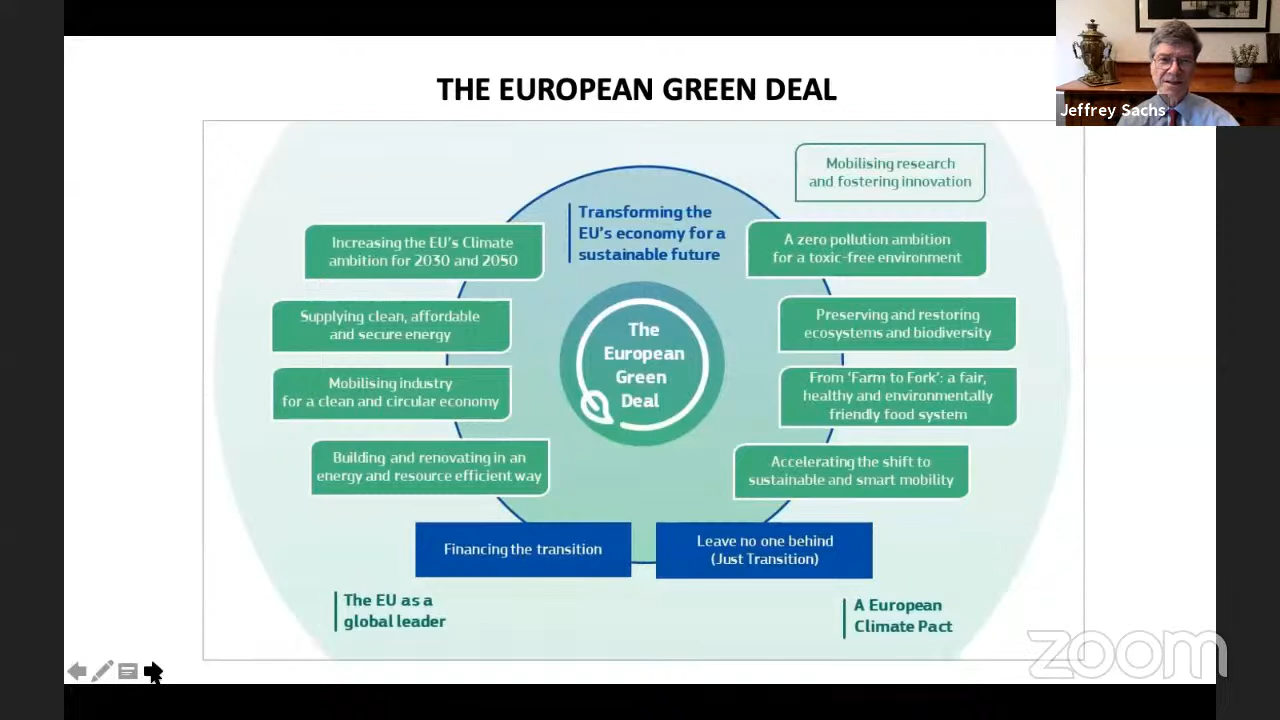 THE EUROPEAN GREEN DEAL
Jeffrey Sachs
Mobilising research
and fostering innovation
Transforming the
EU's economy for a
sustainable future
Increasing the EU's Climate
ambition for 2030 and 2050
A zero pollution ambition
for a toxic-free environment
Supplying clean, affordable
and secure energy
Preserving and restoring
ecosystems and biodiversity
The
European
Green
Deal
Mobilising industry
for a clean and circular economy
From 'Farm to Fork': a fair,
healthy and environmentally
friendly food system
Building and renovating in an
energy and resource efficient way
Accelerating the shift to
sustainable and smart mobility
Financing the transition
Leave no one behind
(Just Transition)
The EU as a
global leader
A European
Climate Pact
zoom